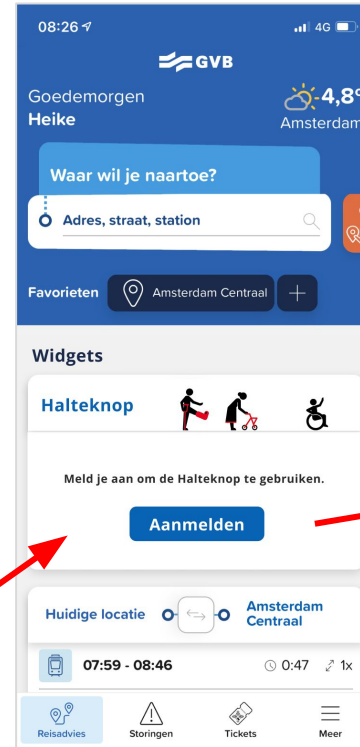 08:26 4G
GVB
Goedemorgen
Heike
-4,8°
Amsterdam
Waar wil je naartoe?
Adres, straat, station
Favorieten Amsterdam Centraal +
Widgets
Halteknop
Meld je aan om de Halteknop te gebruiken.
Aanmelden
Huidige locatie Amsterdam
Centraal
07:59 - 08:46 0:47 1x
Reisadvies Storingen Tickets Meer